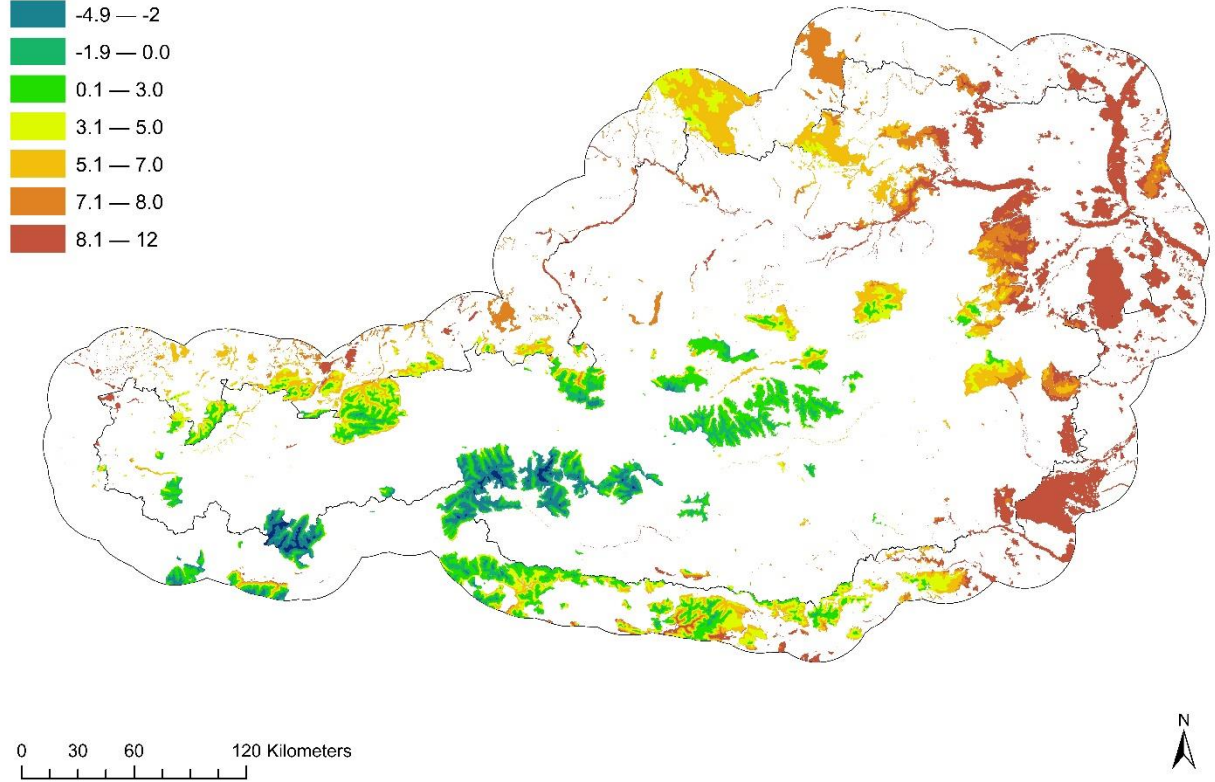 -4.9 — -2
-1.9 — 0.0
0.1 — 3.0
3.1 — 5.0
5.1 — 7.0
7.1 — 8.0
8.1 — 12
0 30 60 120 Kilometers
N